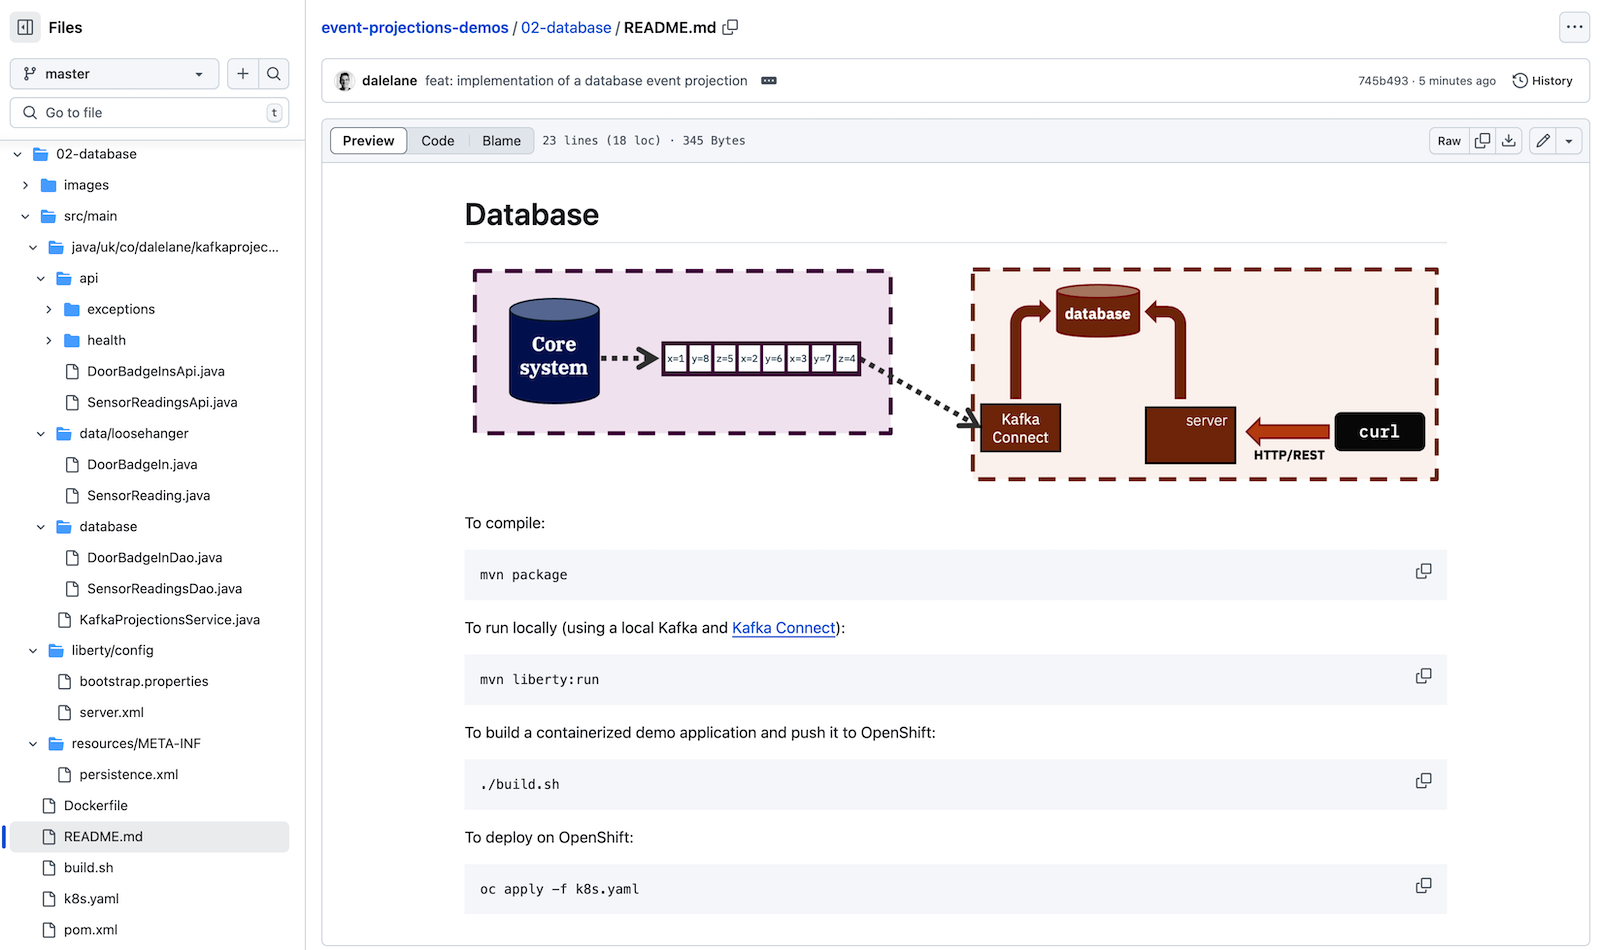 Files
master
Go to file
t
02-database
images
src/main
java/uk/co/dalelane/kafkaprojec...
api
exceptions
health
DoorBadgeInsApi.java
SensorReadingsApi.java
data/loosehanger
DoorBadgeIn.java
SensorReading.java
database
DoorBadgeInDao.java
SensorReadingsDao.java
KafkaProjectionsService.java
liberty/config
bootstrap.properties
server.xml
resources/META-INF
persistence.xml
Dockerfile
README.md
build.sh
k8s.yaml
pom.xml
event-projections-demos / 02-database / README.md
dalelane feat: implementation of a database event projection
745b493 · 5 minutes ago
History
Preview Code Blame 23 lines (18 loc) · 345 Bytes
Raw
Database
Core
system
x=1 y=8 z=5 x=2 y=6 x=3 y=7 z=4
database
Kafka
Connect
server
HTTP/REST
curl
To compile:
mvn package
To run locally (using a local Kafka and Kafka Connect):
mvn liberty:run
To build a containerized demo application and push it to OpenShift:
./build.sh
To deploy on OpenShift:
oc apply -f k8s.yaml